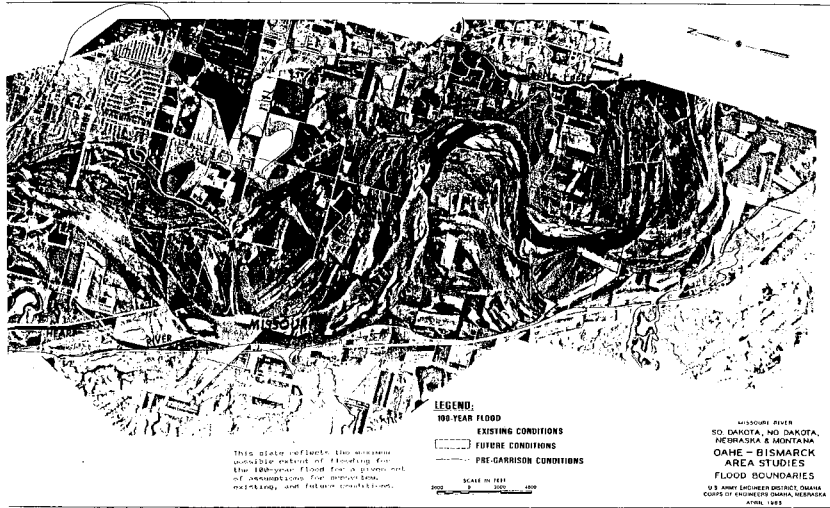 HEART
RIVER
MISSOURI
This plate reflects the maximum
possible extent of flooding for
the 100-year flood for a given set
of assumptions for
existing, and future conditions.
LEGEND:
100-YEAR FLOOD
EXISTING CONDITIONS
FUTURE CONDITIONS
PRE-GARRISON CONDITIONS
SCALE IN FEET
2000 0 2000 4000
MISSOURI RIVER
SO. DAKOTA, NO. DAKOTA,
NEBRASKA & MONTANA
OAHE - BISMARCK
AREA STUDIES
FLOOD BOUNDARIES
U.S. ARMY ENGINEER DISTRICT, OMAHA
CORPS OF ENGINEERS OMAHA, NEBRASKA
APRIL 1985